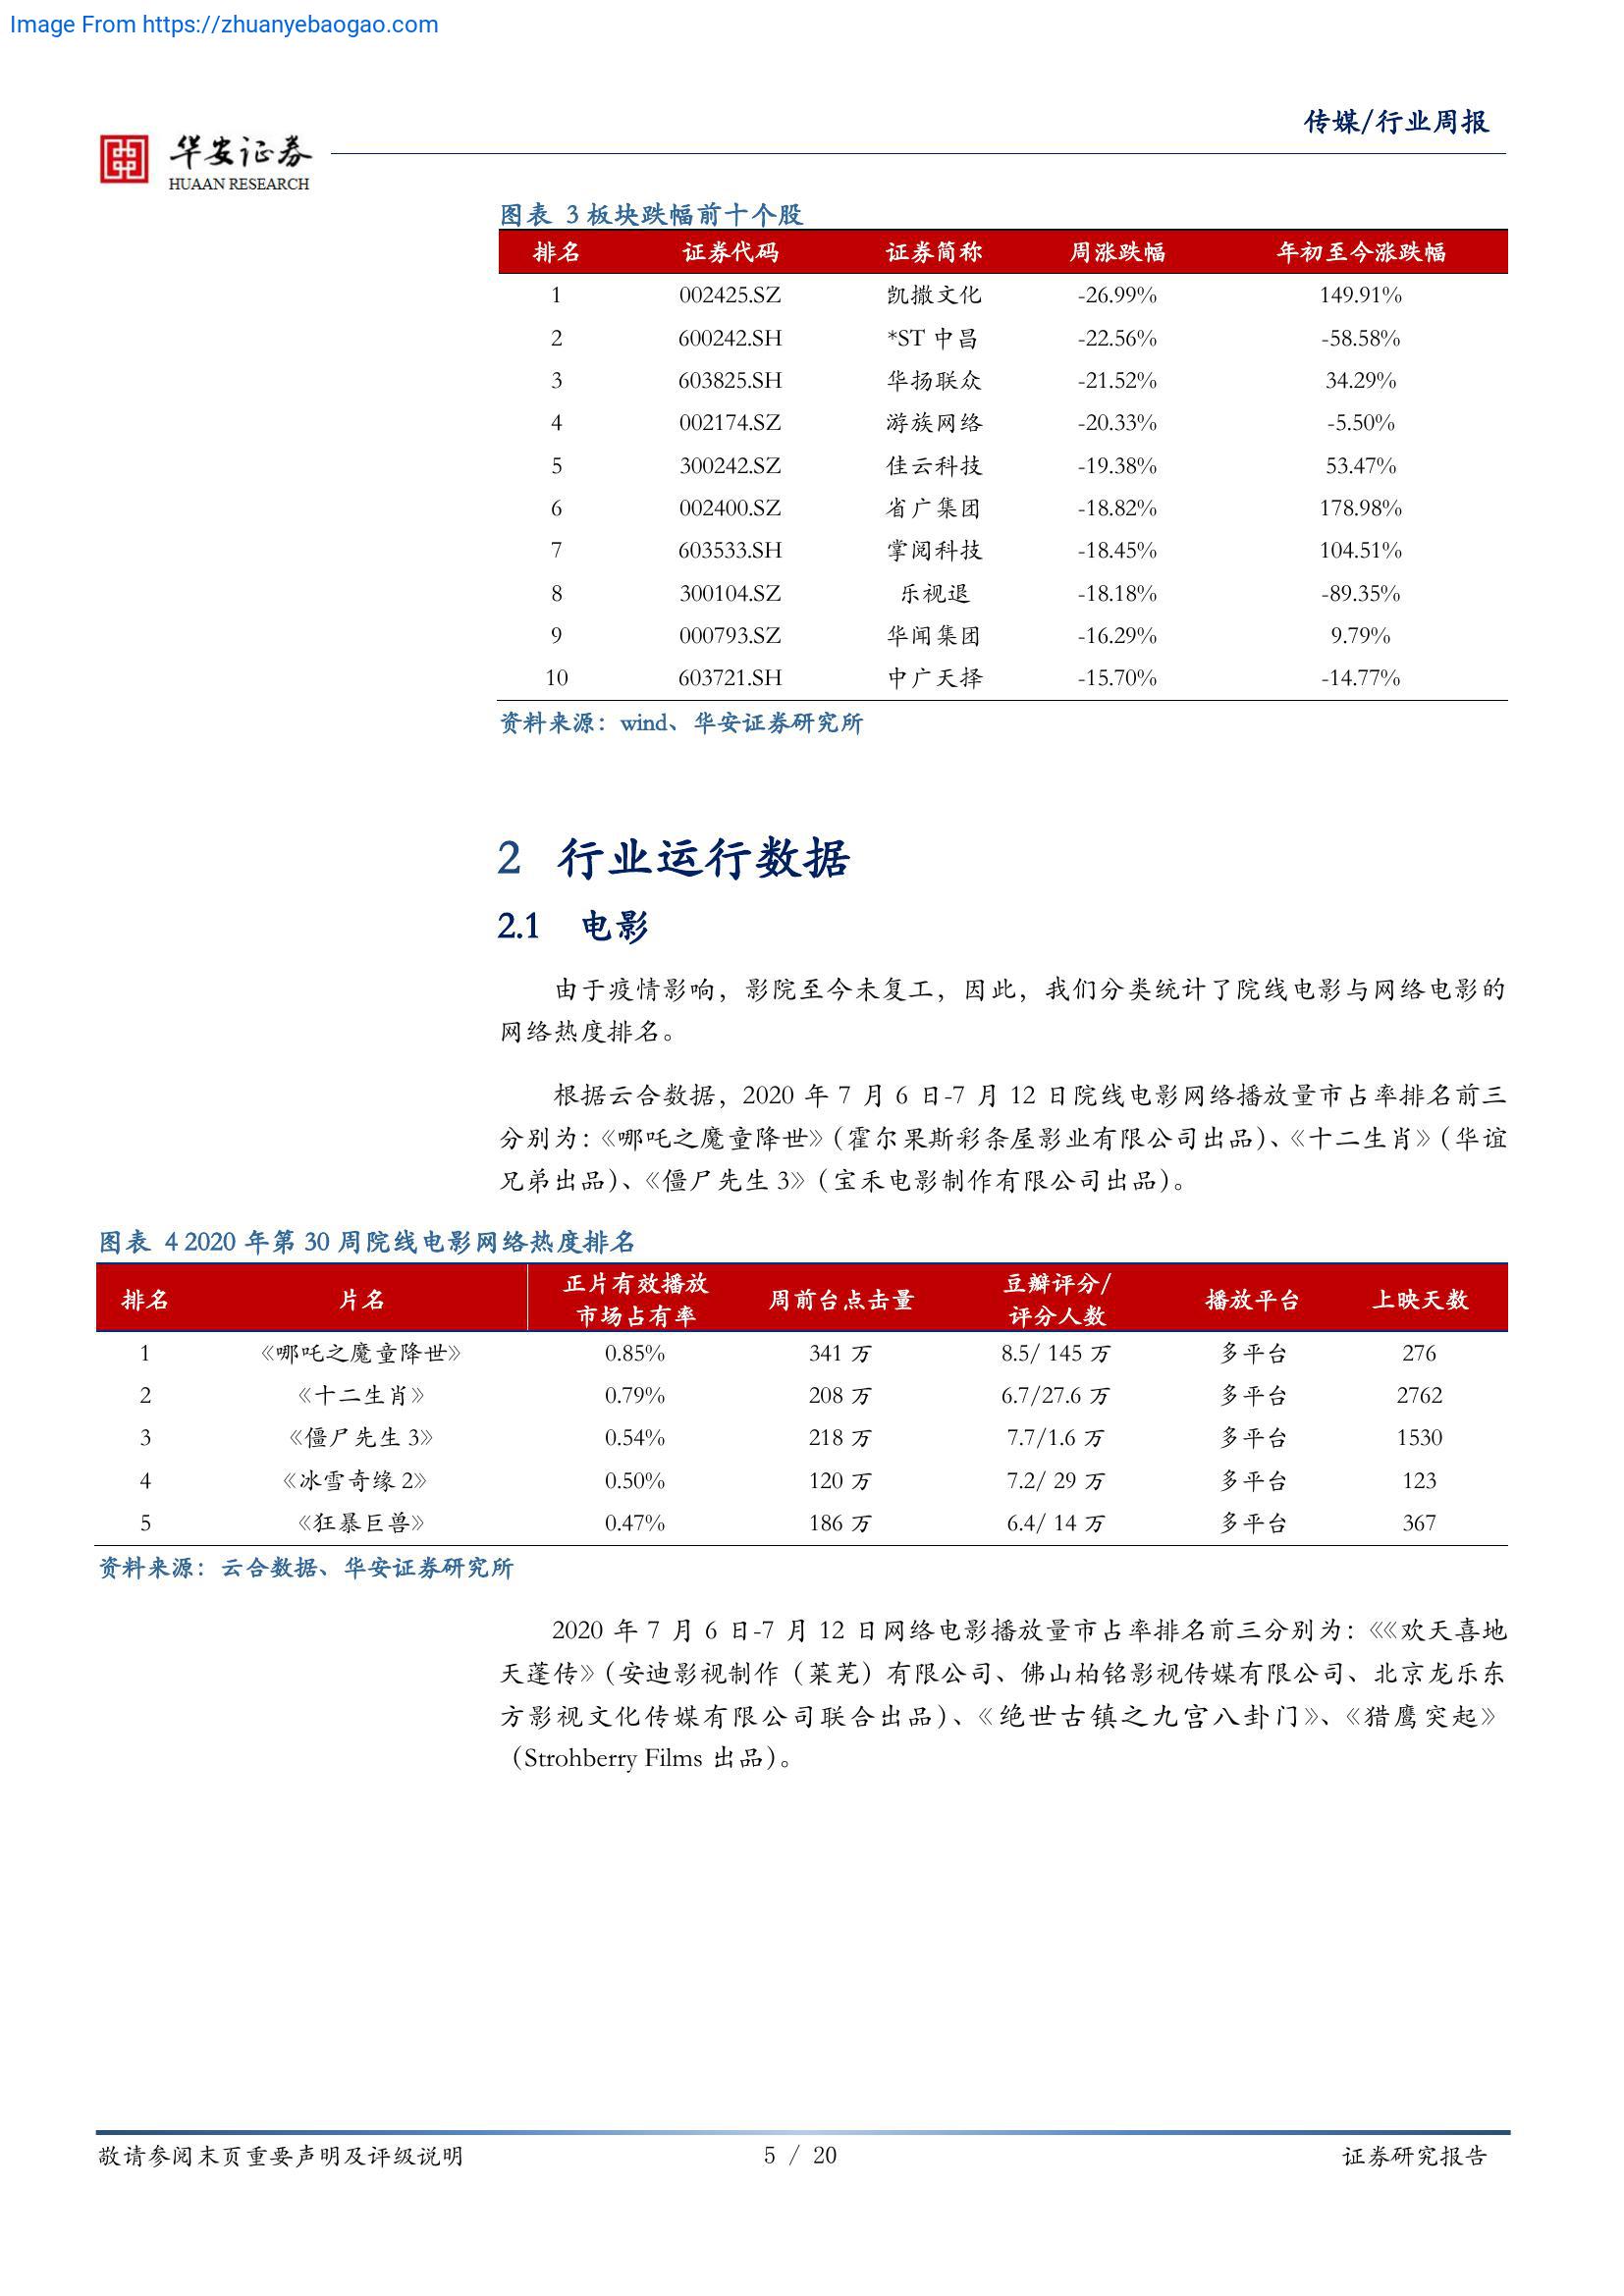 Image From https://zhuanyebaogao.com
传媒/行业周报
华安证券
HUAAN RESEARCH
图表 3 板块跌幅前十个股
排名 证券代码 证券简称 周涨跌幅 年初至今涨跌幅
1 002425.SZ 凯撒文化 -26.99% 149.91%
2 600242.SH *ST 中昌 -22.56% -58.58%
3 603825.SH 华扬联众 -21.52% 34.29%
4 002174.SZ 游族网络 -20.33% -5.50%
5 300242.SZ 佳云科技 -19.38% 53.47%
6 002400.SZ 省广集团 -18.82% 178.98%
7 603533.SH 掌阅科技 -18.45% 104.51%
8 300104.SZ 乐视退 -18.18% -89.35%
9 000793.SZ 华闻集团 -16.29% 9.79%
10 603721.SH 中广天择 -15.70% -14.77%
资料来源：wind、华安证券研究所
2 行业运行数据
2.1 电影
由于疫情影响，影院至今未复工，因此，我们分类统计了院线电影与网络电影的
网络热度排名。
根据云合数据，2020 年 7 月 6 日-7 月 12 日院线电影网络播放量市占率排名前三
分别为：《哪吒之魔童降世》（霍尔果斯彩条屋影业有限公司出品）、《十二生肖》（华谊
兄弟出品）、《僵尸先生 3》（宝禾电影制作有限公司出品）。
图表 4 2020 年第 30 周院线电影网络热度排名
排名 片名 正片有效播放市场占有率 周前台点击量 豆瓣评分/评分人数 播放平台 上映天数
1 《哪吒之魔童降世》 0.85% 341 万 8.5/ 145 万 多平台 276
2 《十二生肖》 0.79% 208 万 6.7/27.6 万 多平台 2762
3 《僵尸先生 3》 0.54% 218 万 7.7/1.6 万 多平台 1530
4 《冰雪奇缘 2》 0.50% 120 万 7.2/ 29 万 多平台 123
5 《狂暴巨兽》 0.47% 186 万 6.4/ 14 万 多平台 367
资料来源：云合数据、华安证券研究所
2020 年 7 月 6 日-7 月 12 日网络电影播放量市占率排名前三分别为：《《欢天喜地
天蓬传》（安迪影视制作（莱芜）有限公司、佛山柏铭影视传媒有限公司、北京龙乐东
方影视文化传媒有限公司联合出品）、《绝世古镇之九宫八卦门》、《猎鹰突起》
（Strohberry Films 出品）。
敬请参阅末页重要声明及评级说明 5 / 20 证券研究报告